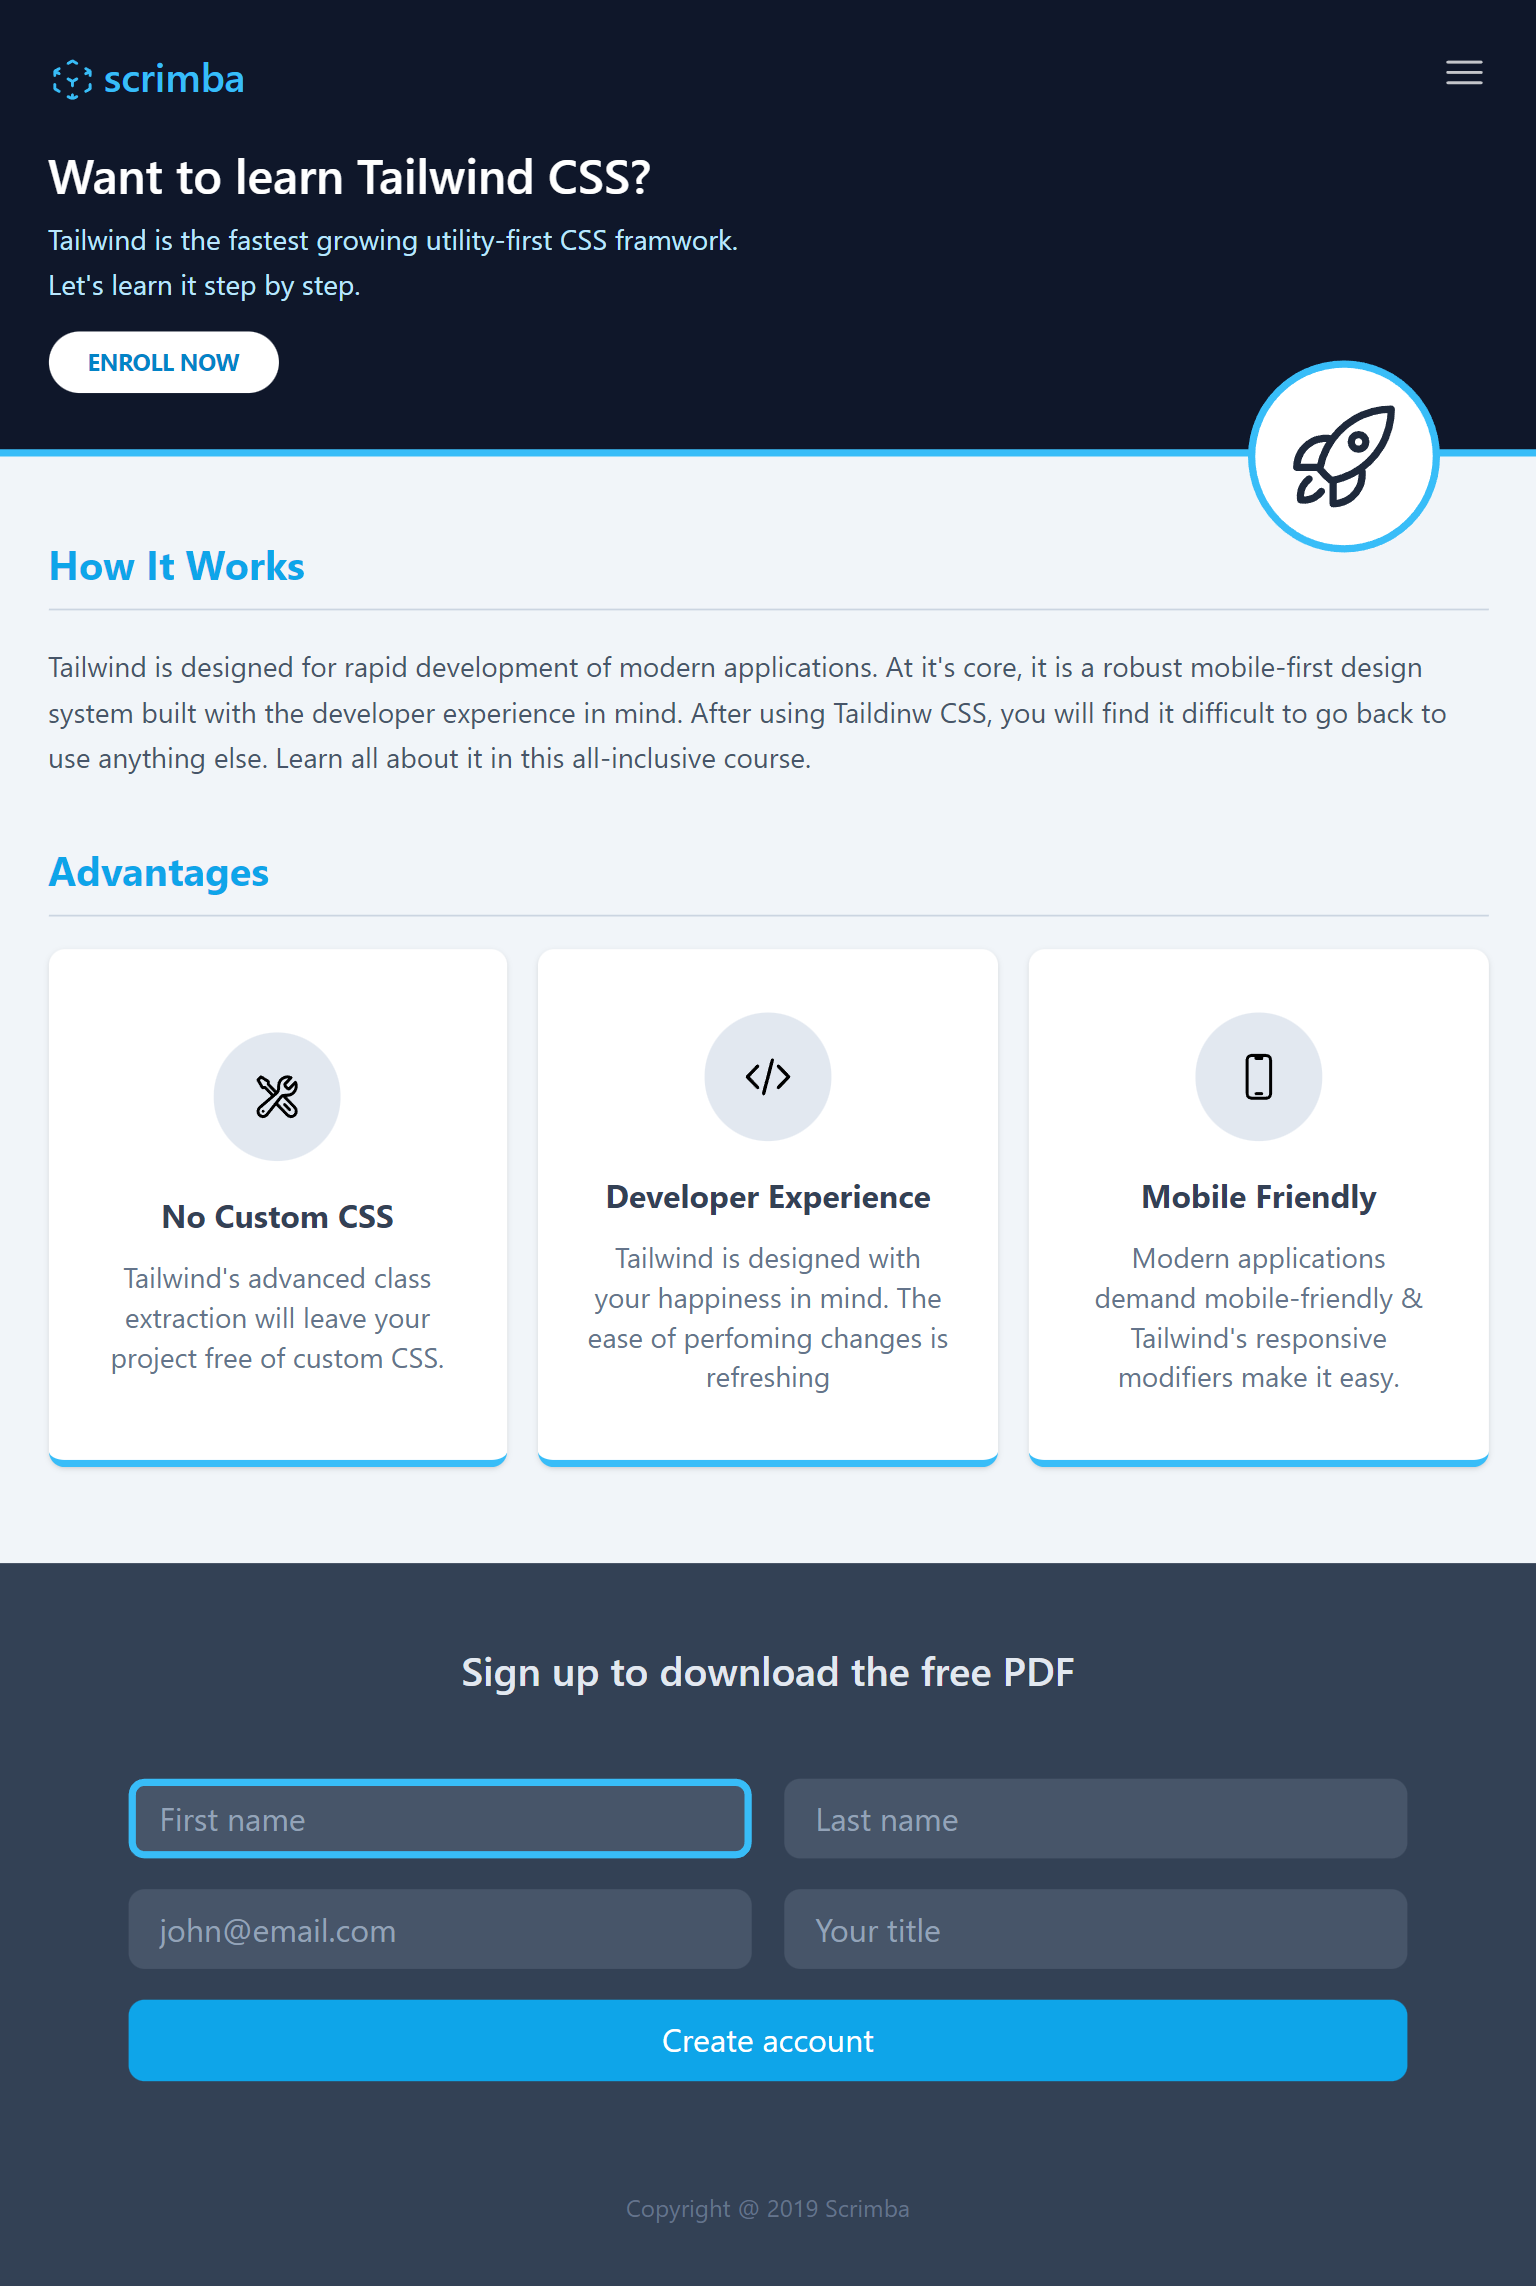 scrimba
Want to learn Tailwind CSS?
Tailwind is the fastest growing utility-first CSS framwork.
Let's learn it step by step.
ENROLL NOW
How It Works
Tailwind is designed for rapid development of modern applications. At it's core, it is a robust mobile-first design
system built with the developer experience in mind. After using Taildinw CSS, you will find it difficult to go back to
use anything else. Learn all about it in this all-inclusive course.
Advantages
No Custom CSS
Tailwind's advanced class
extraction will leave your
project free of custom CSS.
Developer Experience
Tailwind is designed with
your happiness in mind. The
ease of perfoming changes is
refreshing
Mobile Friendly
Modern applications
demand mobile-friendly &
Tailwind's responsive
modifiers make it easy.
Sign up to download the free PDF
First name
Last name
john@email.com
Your title
Create account
Copyright @ 2019 Scrimba